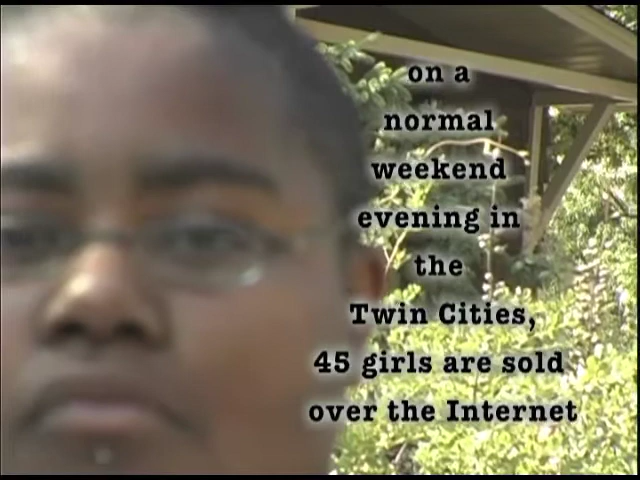 on a
normal
weekend
evening in
the
Twin Cities,
45 girls are sold
over the Internet